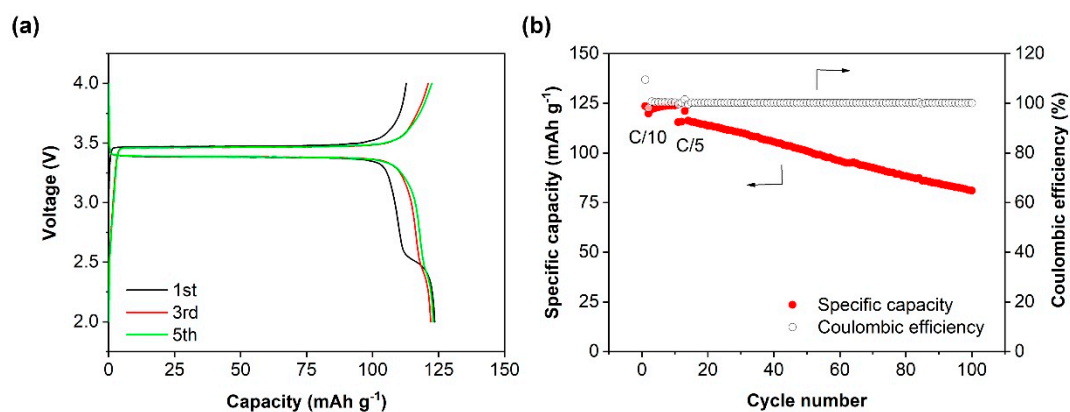 (a)
4.0
3.5
3.0
2.5
2.0
Voltage (V)
1st
3rd
5th
0 25 50 75 100 125 150
Capacity (mAh g-1)
(b)
150
125
100
75
50
25
0
Specific capacity (mAh g-1)
C/10
C/5
Specific capacity
Coulombic efficiency
120
100
80
60
40
20
0
Coulombic efficiency (%)
0 20 40 60 80 100
Cycle number